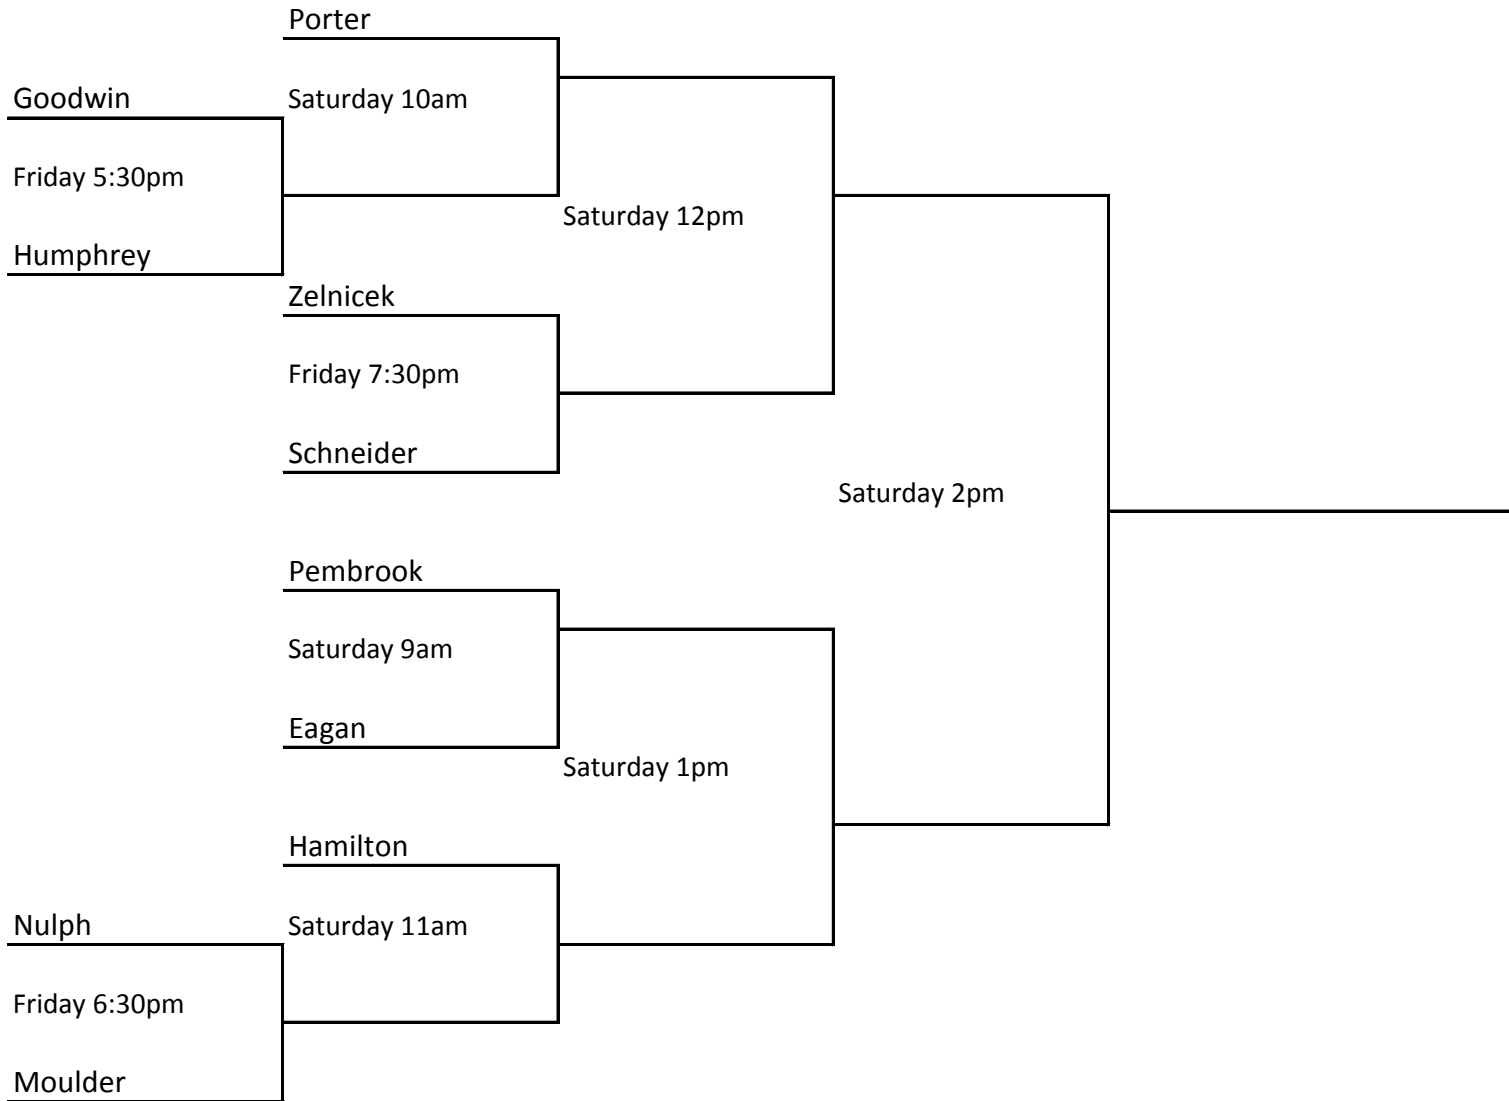 Porter
Goodwin
Saturday 10am
Friday 5:30pm
Saturday 12pm
Humphrey
Zelnicek
Friday 7:30pm
Schneider
Saturday 2pm
Pembrook
Saturday 9am
Eagan
Saturday 1pm
Hamilton
Nulph
Saturday 11am
Friday 6:30pm
Moulder